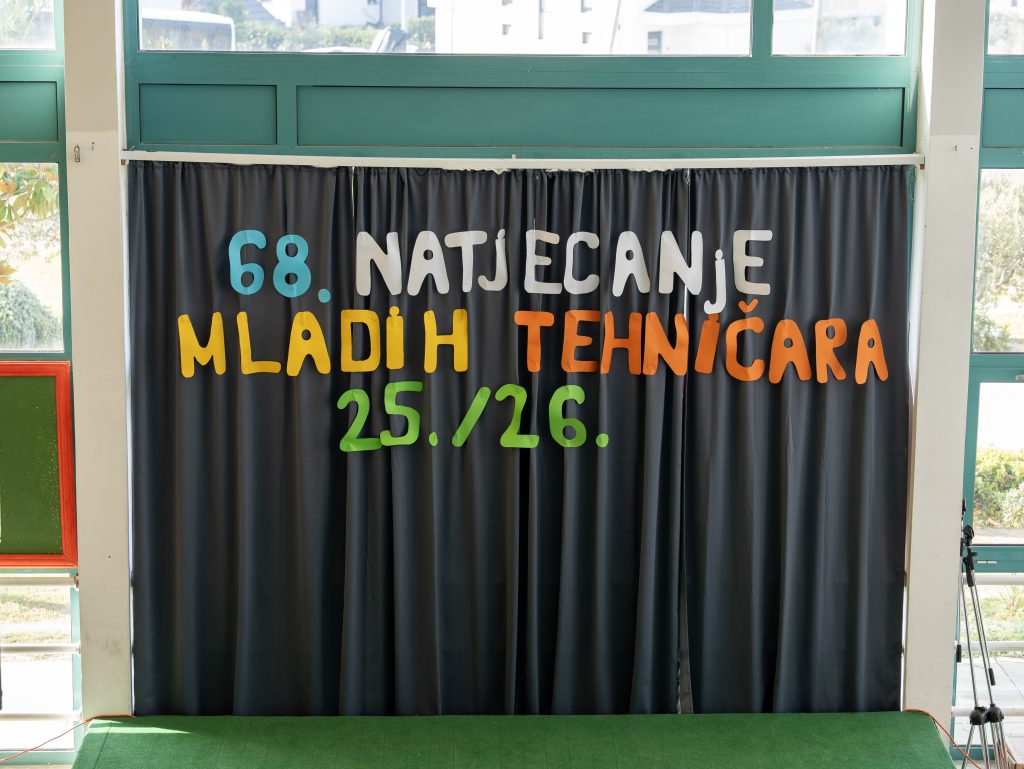 68. NATJECANjE
MLADIH TEHNIČARA
25./26.